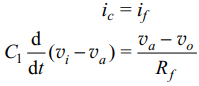 i_c = i_f
C_1 d/dt (v_i − v_a) = (v_a − v_o)/R_f